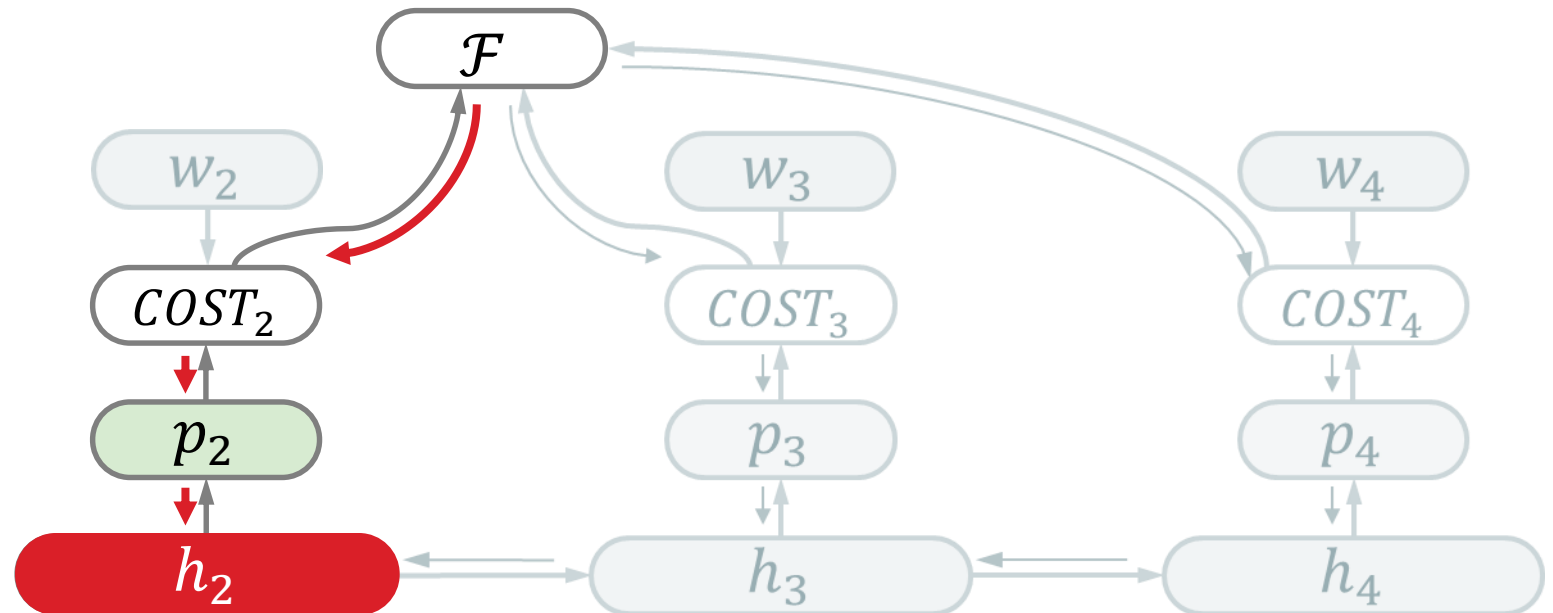 ℱ
w₂ w₃ w₄
COST₂ COST₃ COST₄
p₂ p₃ p₄
h₂ h₃ h₄